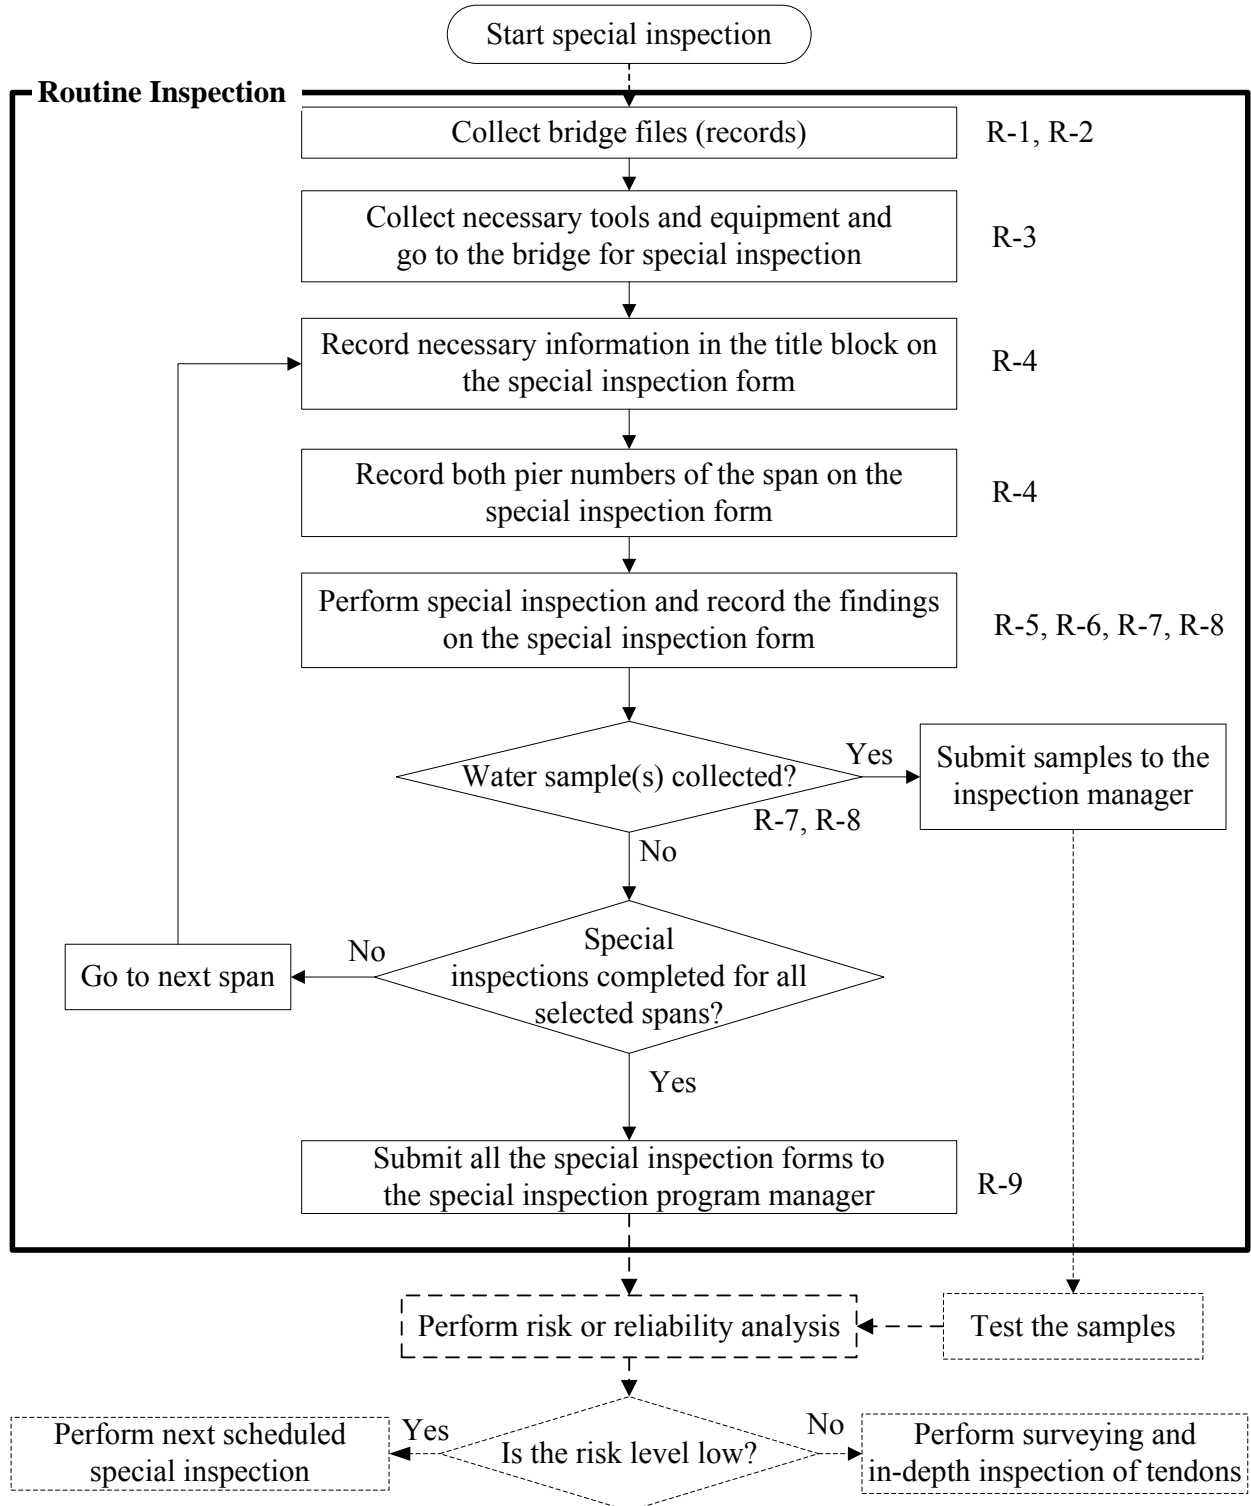 Start special inspection
Routine Inspection
Collect bridge files (records)
R-1, R-2
Collect necessary tools and equipment and
go to the bridge for special inspection
R-3
Record necessary information in the title block on
the special inspection form
R-4
Record both pier numbers of the span on the
special inspection form
R-4
Perform special inspection and record the findings
on the special inspection form
R-5, R-6, R-7, R-8
Water sample(s) collected?
Yes
Submit samples to the
inspection manager
R-7, R-8
No
Special
inspections completed for all
selected spans?
No
Go to next span
Yes
Submit all the special inspection forms to
the special inspection program manager
R-9
Perform risk or reliability analysis
Test the samples
Is the risk level low?
Yes
Perform next scheduled
special inspection
No
Perform surveying and
in-depth inspection of tendons